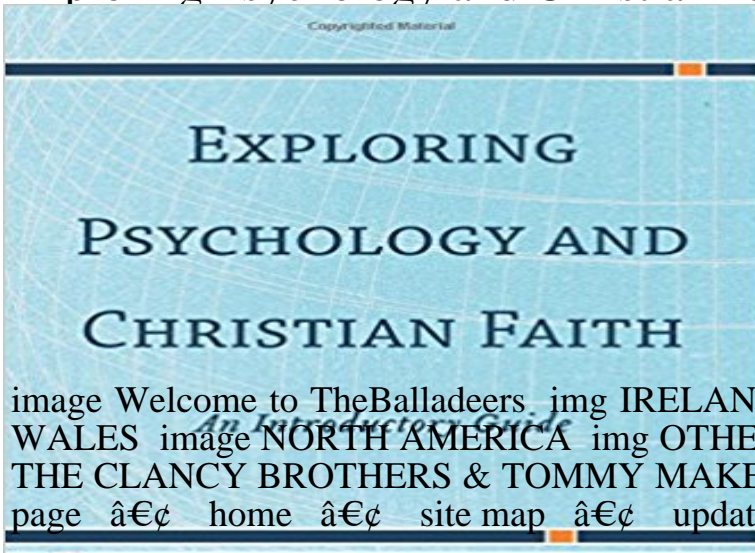 Copyrighted Material
EXPLORING
PSYCHOLOGY AND
CHRISTIAN FAITH
An Introductory Guide
image Welcome to TheBalladeers img IRELAN
WALES image NORTH AMERICA img OTHE
THE CLANCY BROTHERS & TOMMY MAKE
page • home • site map • updat